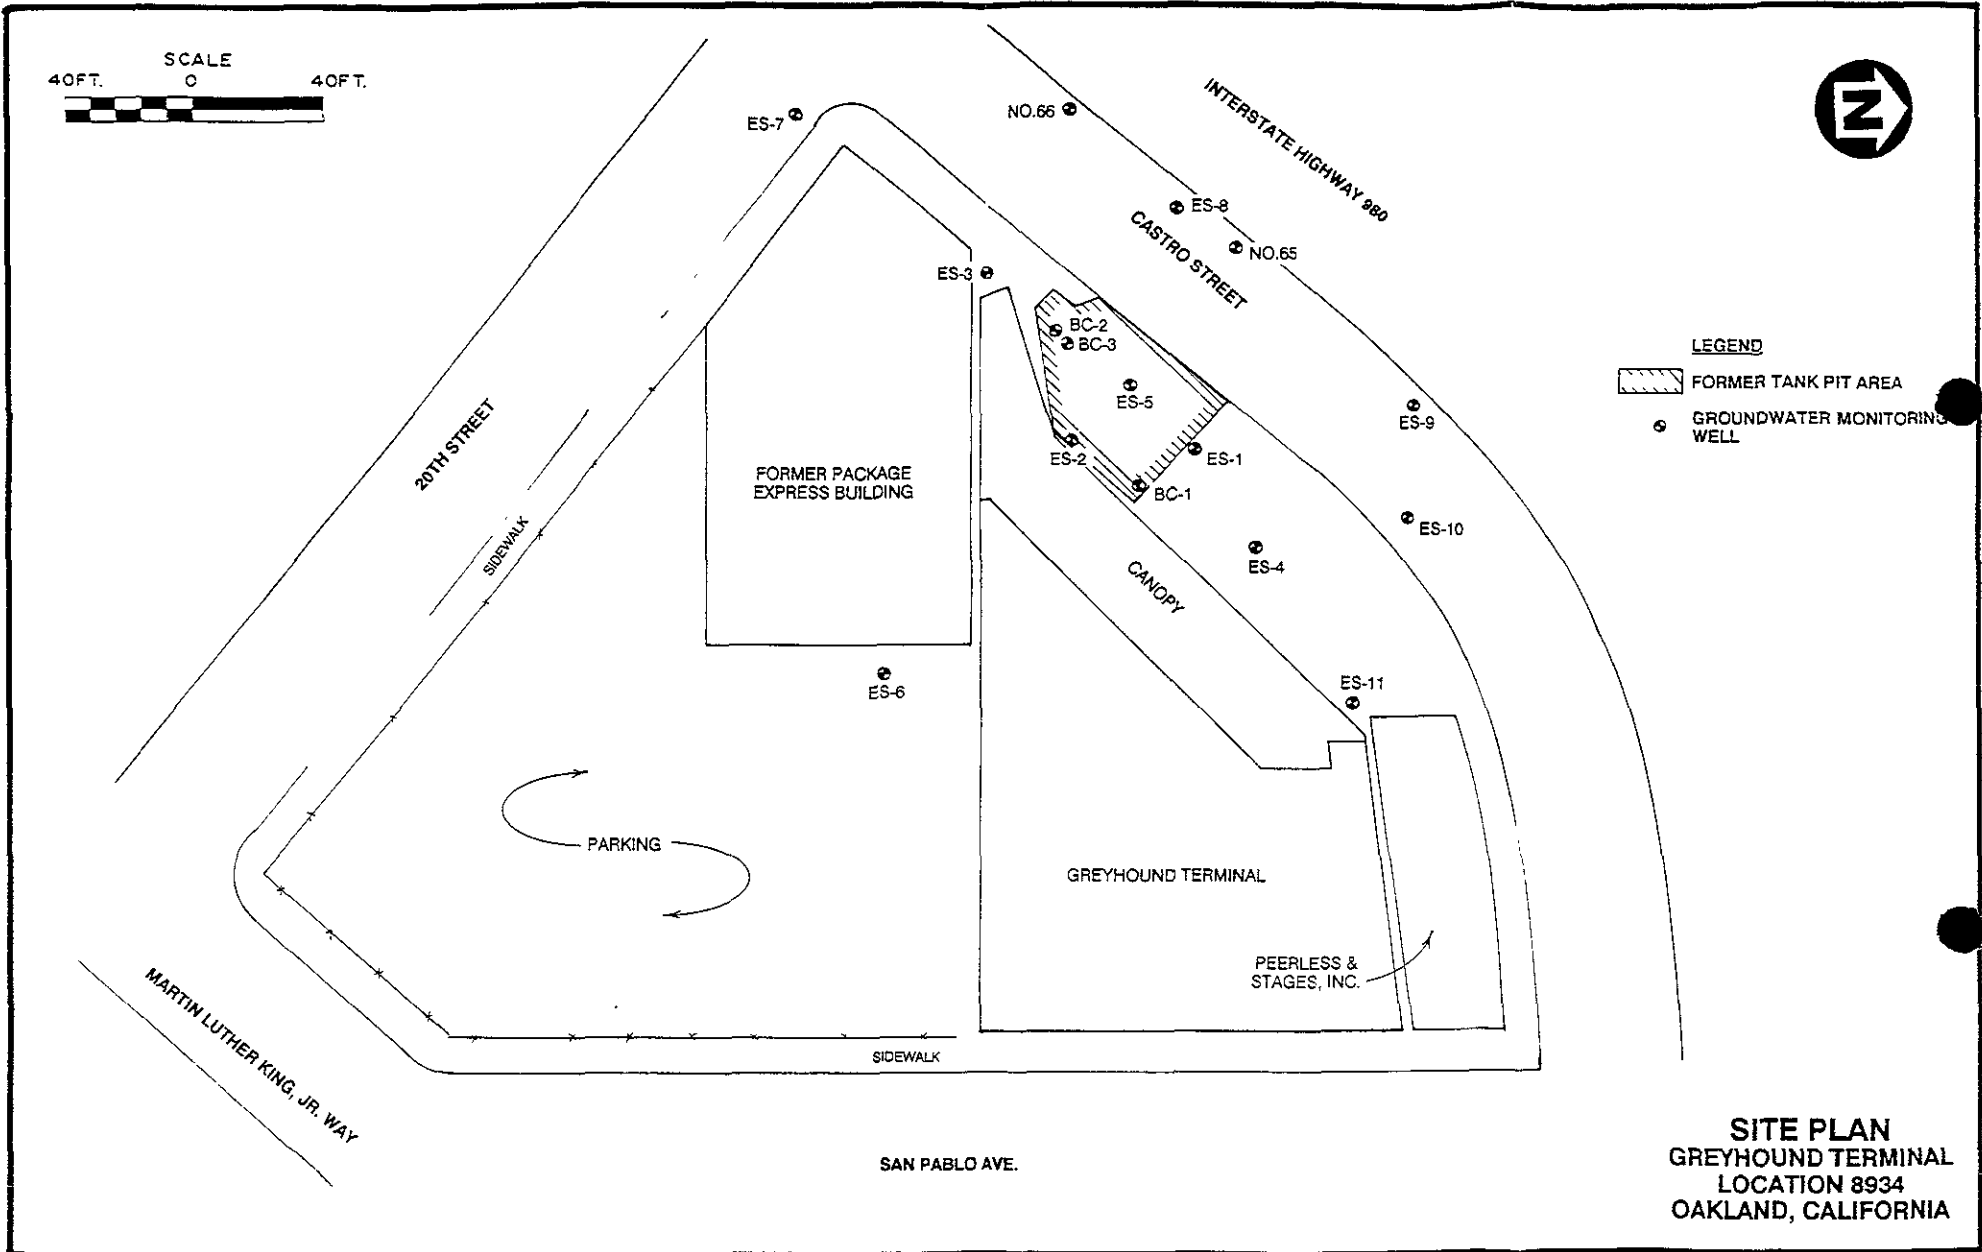 SCALE
40FT. 0 40FT.
N
INTERSTATE HIGHWAY 980
NO.66
ES-7
ES-8
CASTRO STREET
NO.65
ES-3
BC-2
BC-3
LEGEND
FORMER TANK PIT AREA
GROUNDWATER MONITORING
WELL
ES-5
ES-9
20TH STREET
ES-2
ES-1
FORMER PACKAGE
EXPRESS BUILDING
BC-1
ES-10
SIDEWALK
ES-4
CANOPY
ES-6
ES-11
PARKING
GREYHOUND TERMINAL
PEERLESS &
STAGES, INC.
MARTIN LUTHER KING, JR. WAY
SIDEWALK
SAN PABLO AVE.
SITE PLAN
GREYHOUND TERMINAL
LOCATION 8934
OAKLAND, CALIFORNIA